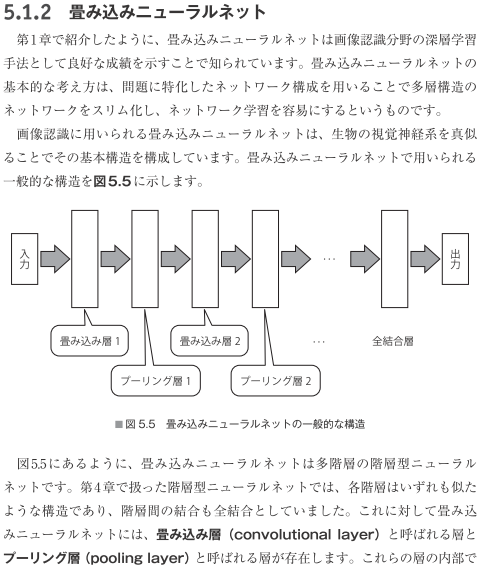 5.1.2 畳み込みニューラルネット
第1章で紹介したように、畳み込みニューラルネットは画像認識分野の深層学習
手法として良好な成績を示すことで知られています。畳み込みニューラルネットの
基本的な考え方は、問題に特化したネットワーク構成を用いることで多層構造の
ネットワークをスリム化し、ネットワーク学習を容易にするというものです。
画像認識に用いられる畳み込みニューラルネットは、生物の視覚神経系を真似
ることでその基本構造を構成しています。畳み込みニューラルネットで用いられる
一般的な構造を図5.5に示します。
入力
…
出力
畳み込み層 1
畳み込み層 2
…
全結合層
プーリング層 1
プーリング層 2
■図 5.5 畳み込みニューラルネットの一般的な構造
図5.5にあるように、畳み込みニューラルネットは多階層の階層型ニューラル
ネットです。第4章で扱った階層型ニューラルネットでは、各階層はいずれも似た
ような構造であり、階層間の結合も全結合としていました。これに対して畳み込
みニューラルネットには、畳み込み層（convolutional layer）と呼ばれる層と
プーリング層（pooling layer）と呼ばれる層が存在します。これらの層の内部で